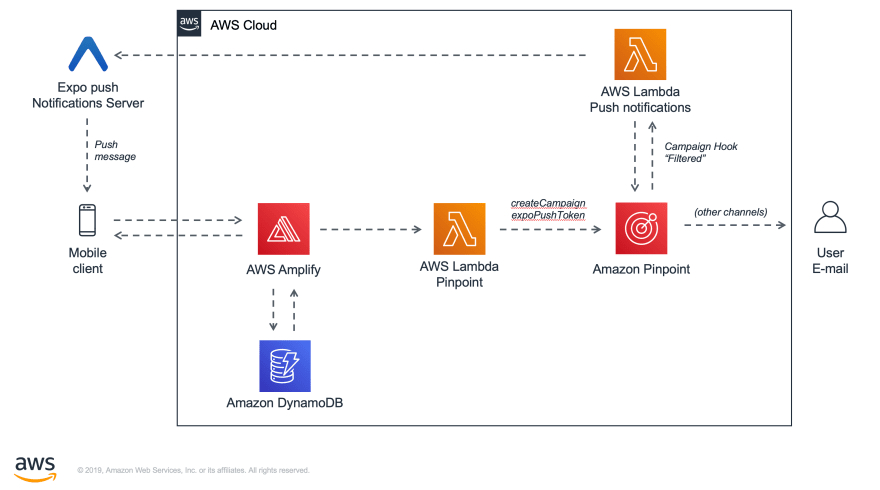 aws
AWS Cloud
Expo push
Notifications Server
AWS Lambda
Push notifications
Push
message
Campaign Hook
“Filtered”
Mobile
client
AWS Amplify
AWS Lambda
Pinpoint
createCampaign
expoPushToken
Amazon Pinpoint
(other channels)
User
E-mail
Amazon DynamoDB
aws
© 2019, Amazon Web Services, Inc. or its affiliates. All rights reserved.